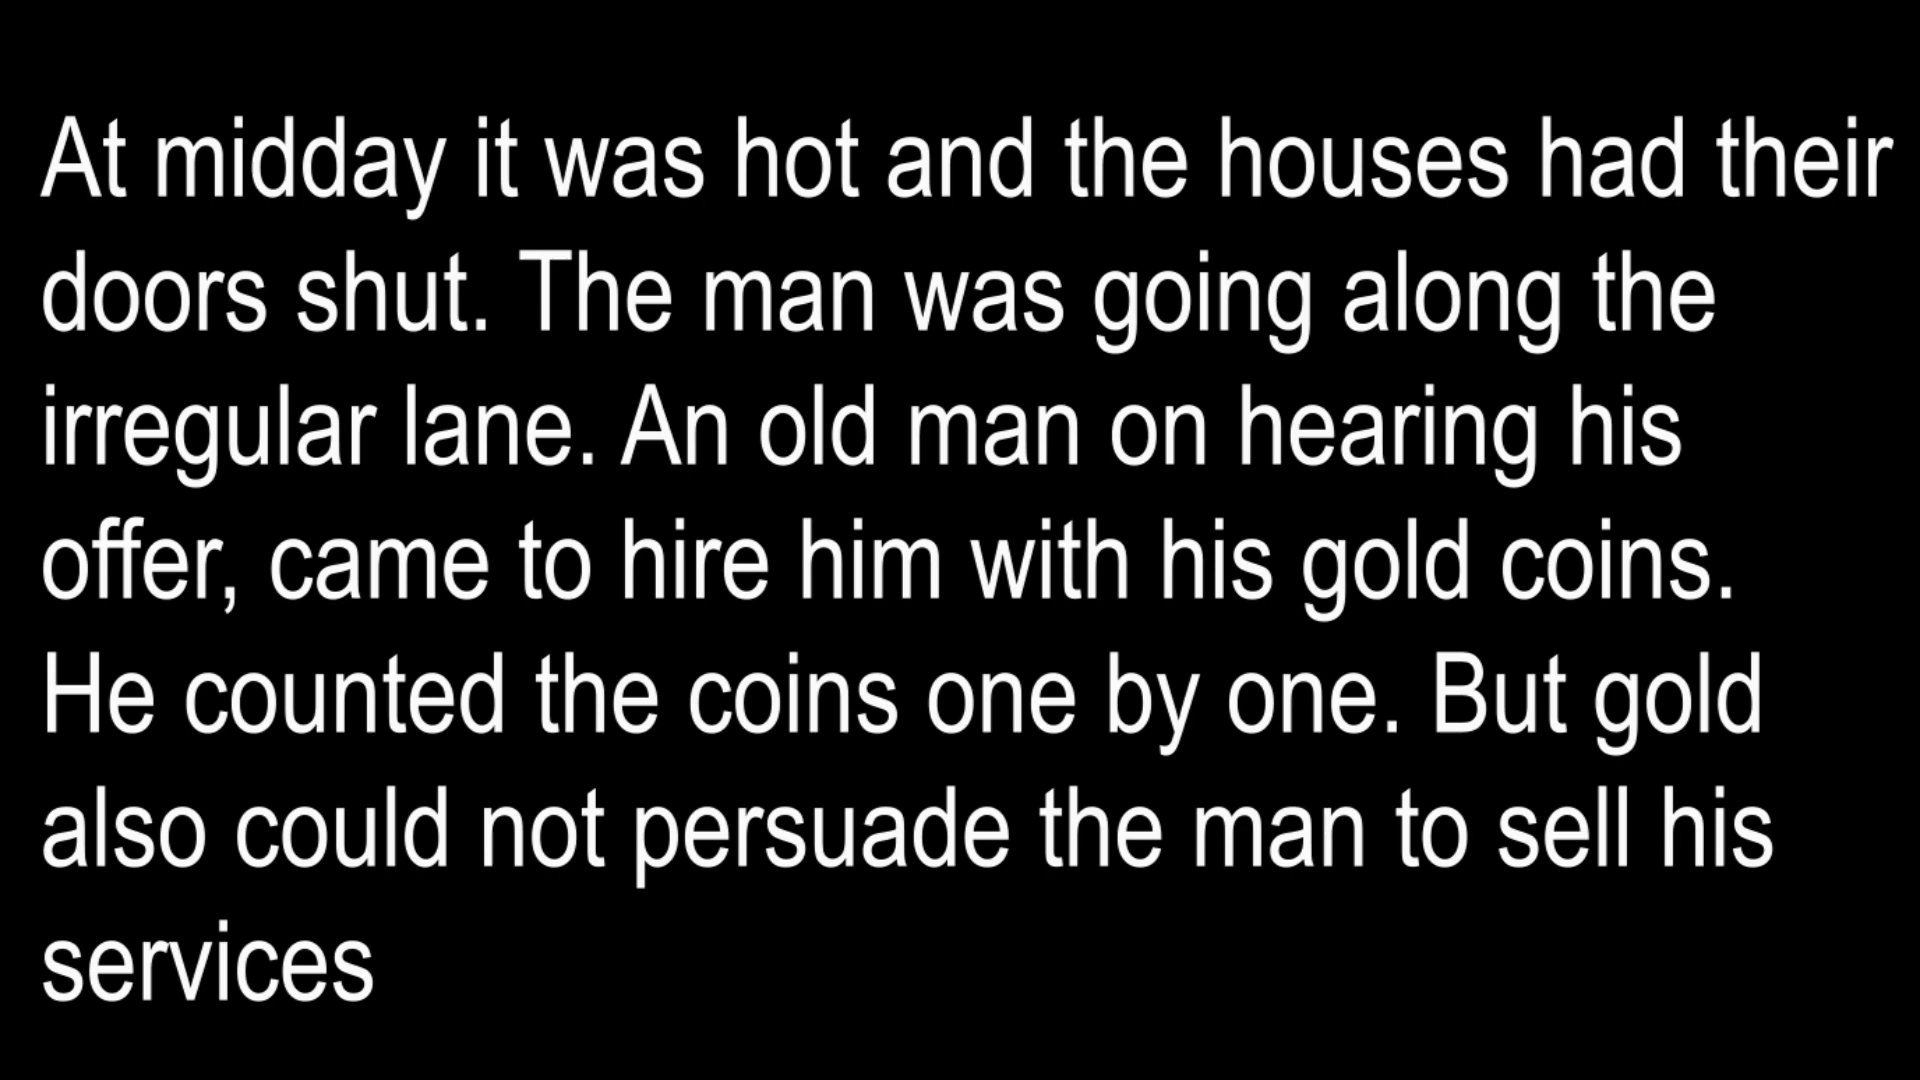 At midday it was hot and the houses had their
doors shut. The man was going along the
irregular lane. An old man on hearing his
offer, came to hire him with his gold coins.
He counted the coins one by one. But gold
also could not persuade the man to sell his
services